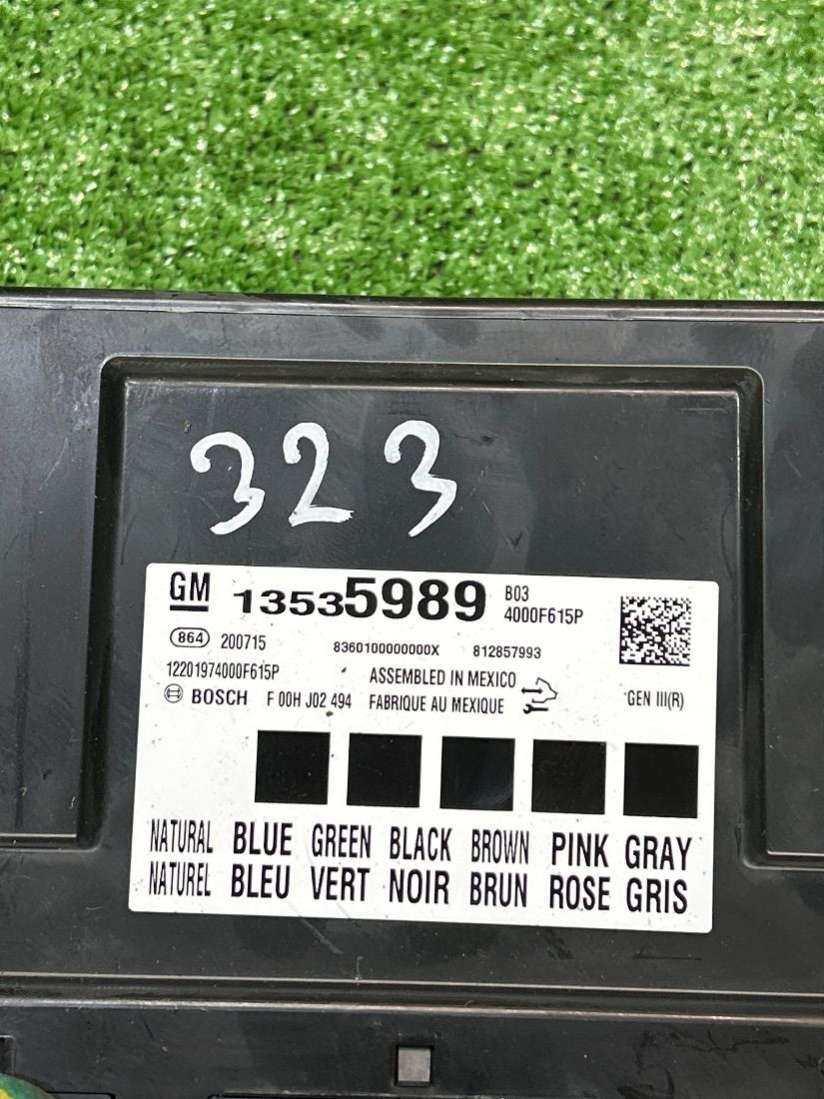 323
GM 13535989 B03
4000F615P
864 200715 8360100000000X 812857993
12201974000F615P ASSEMBLED IN MEXICO
BOSCH F 00H J02 494 FABRIQUE AU MEXIQUE GEN III(R)
NATURAL BLUE GREEN BLACK BROWN PINK GRAY
NATUREL BLEU VERT NOIR BRUN ROSE GRIS